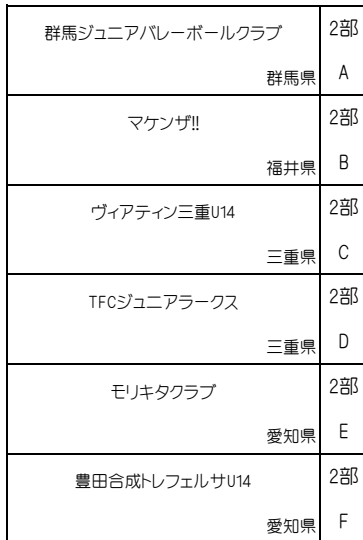 群馬ジュニアバレーボールクラブ 2部
群馬県 A
マケンザ!! 2部
福井県 B
ヴィアティン三重U14 2部
三重県 C
TFCジュニアラークス 2部
三重県 D
モリキタクラブ 2部
愛知県 E
豊田合成トレフェルサU14 2部
愛知県 F